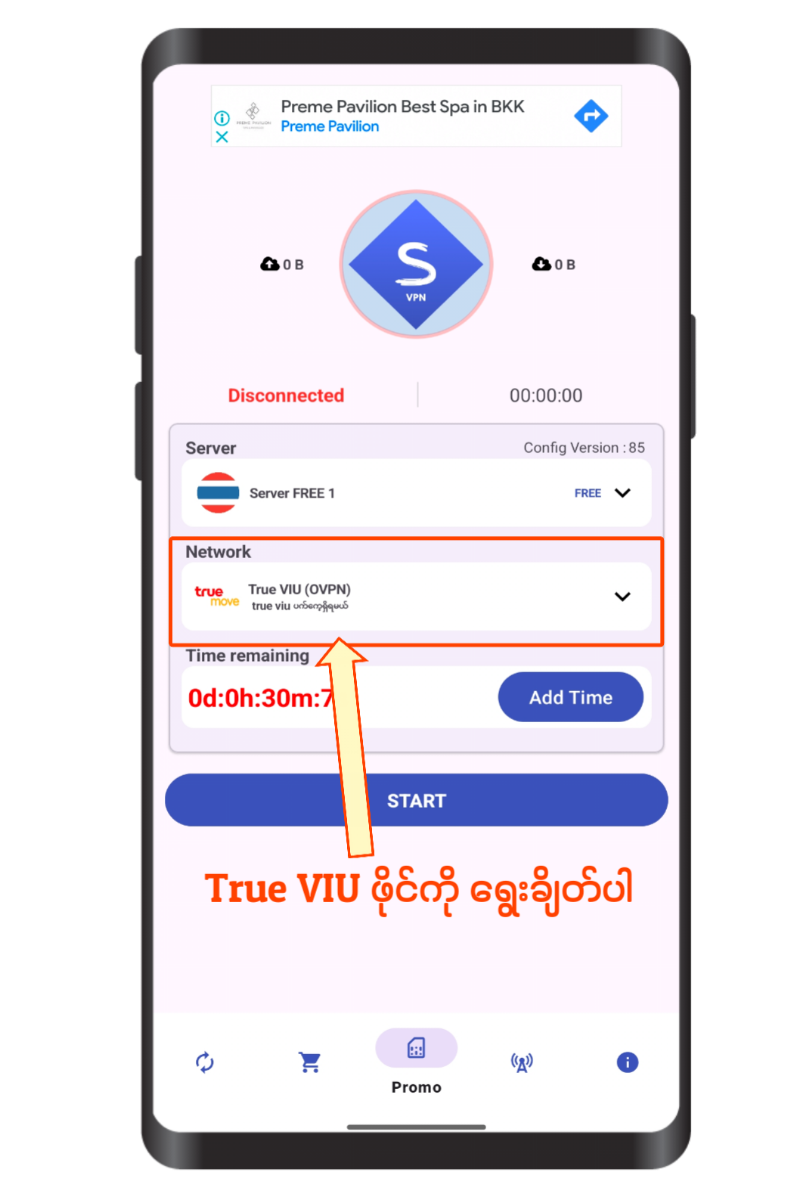 Preme Pavilion Best Spa in BKK
Preme Pavilion
0 B
S
VPN
0 B
Disconnected
00:00:00
Server
Config Version : 85
Server FREE 1
FREE
Network
true move
True VIU (OVPN)
true viu ပက်ကေ့ရှိရမယ်
Time remaining
0d:0h:30m:7
Add Time
START
True VIU ဖိုင်ကို ရွေးချိတ်ပါ
Promo